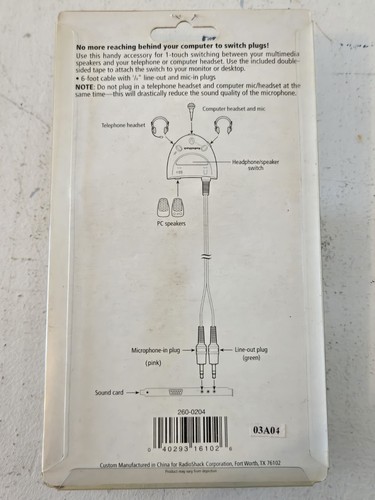 No more reaching behind your computer to switch plugs!
Use this handy accessory for 1-touch switching between your multimedia
speakers and your telephone or computer headset. Use the included double-
sided tape to attach the switch to your monitor or desktop.
• 6-foot cable with 1/8" line-out and mic-in plugs
NOTE: Do not plug in a telephone headset and computer mic/headset at the
same time—this will drastically reduce the sound quality of the microphone.
Computer headset and mic
Telephone headset
Headphone/speaker
switch
PC speakers
Microphone-in plug
(pink)
Line-out plug
(green)
Sound card
260-0204
0 40293 16102 6
03A04
Custom Manufactured in China for RadioShack Corporation, Fort Worth, TX 76102
Product may vary from depiction